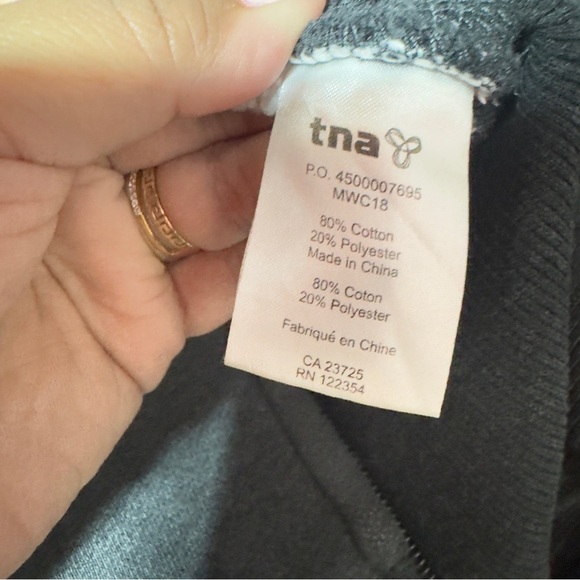 tna
P.O. 4500007695
MWC18
80% Cotton
20% Polyester
Made in China
80% Coton
20% Polyester
Fabriqué en Chine
CA 23725
RN 122354